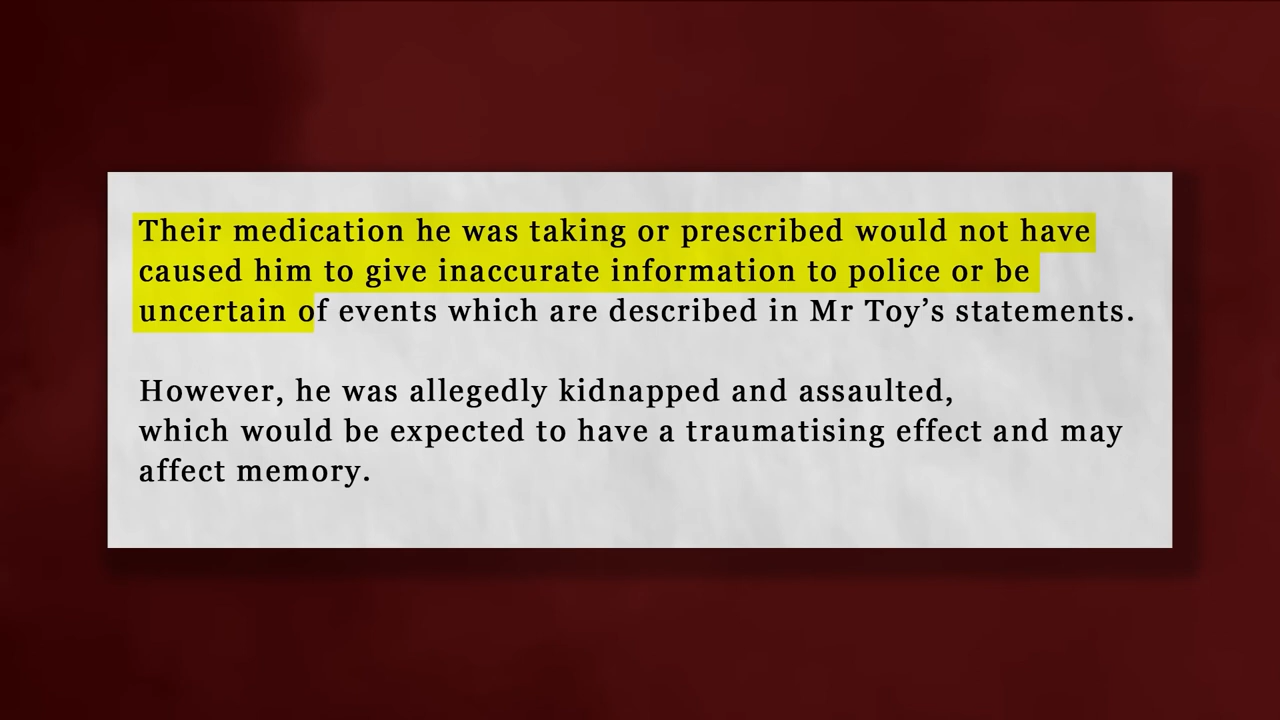 Their medication he was taking or prescribed would not have
caused him to give inaccurate information to police or be
uncertain of events which are described in Mr Toy’s statements.
However, he was allegedly kidnapped and assaulted,
which would be expected to have a traumatising effect and may
affect memory.